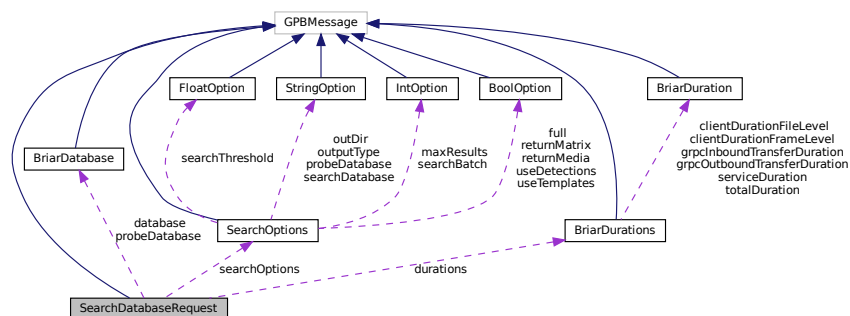 GPBMessage
FloatOption
StringOption
IntOption
BoolOption
BriarDuration
BriarDatabase
searchThreshold
outDir
outputType
probeDatabase
searchDatabase
maxResults
searchBatch
full
returnMatrix
returnMedia
useDetections
useTemplates
clientDurationFileLevel
clientDurationFrameLevel
grpcInboundTransferDuration
grpcOutboundTransferDuration
serviceDuration
totalDuration
database
probeDatabase
SearchOptions
BriarDurations
searchOptions
durations
SearchDatabaseRequest